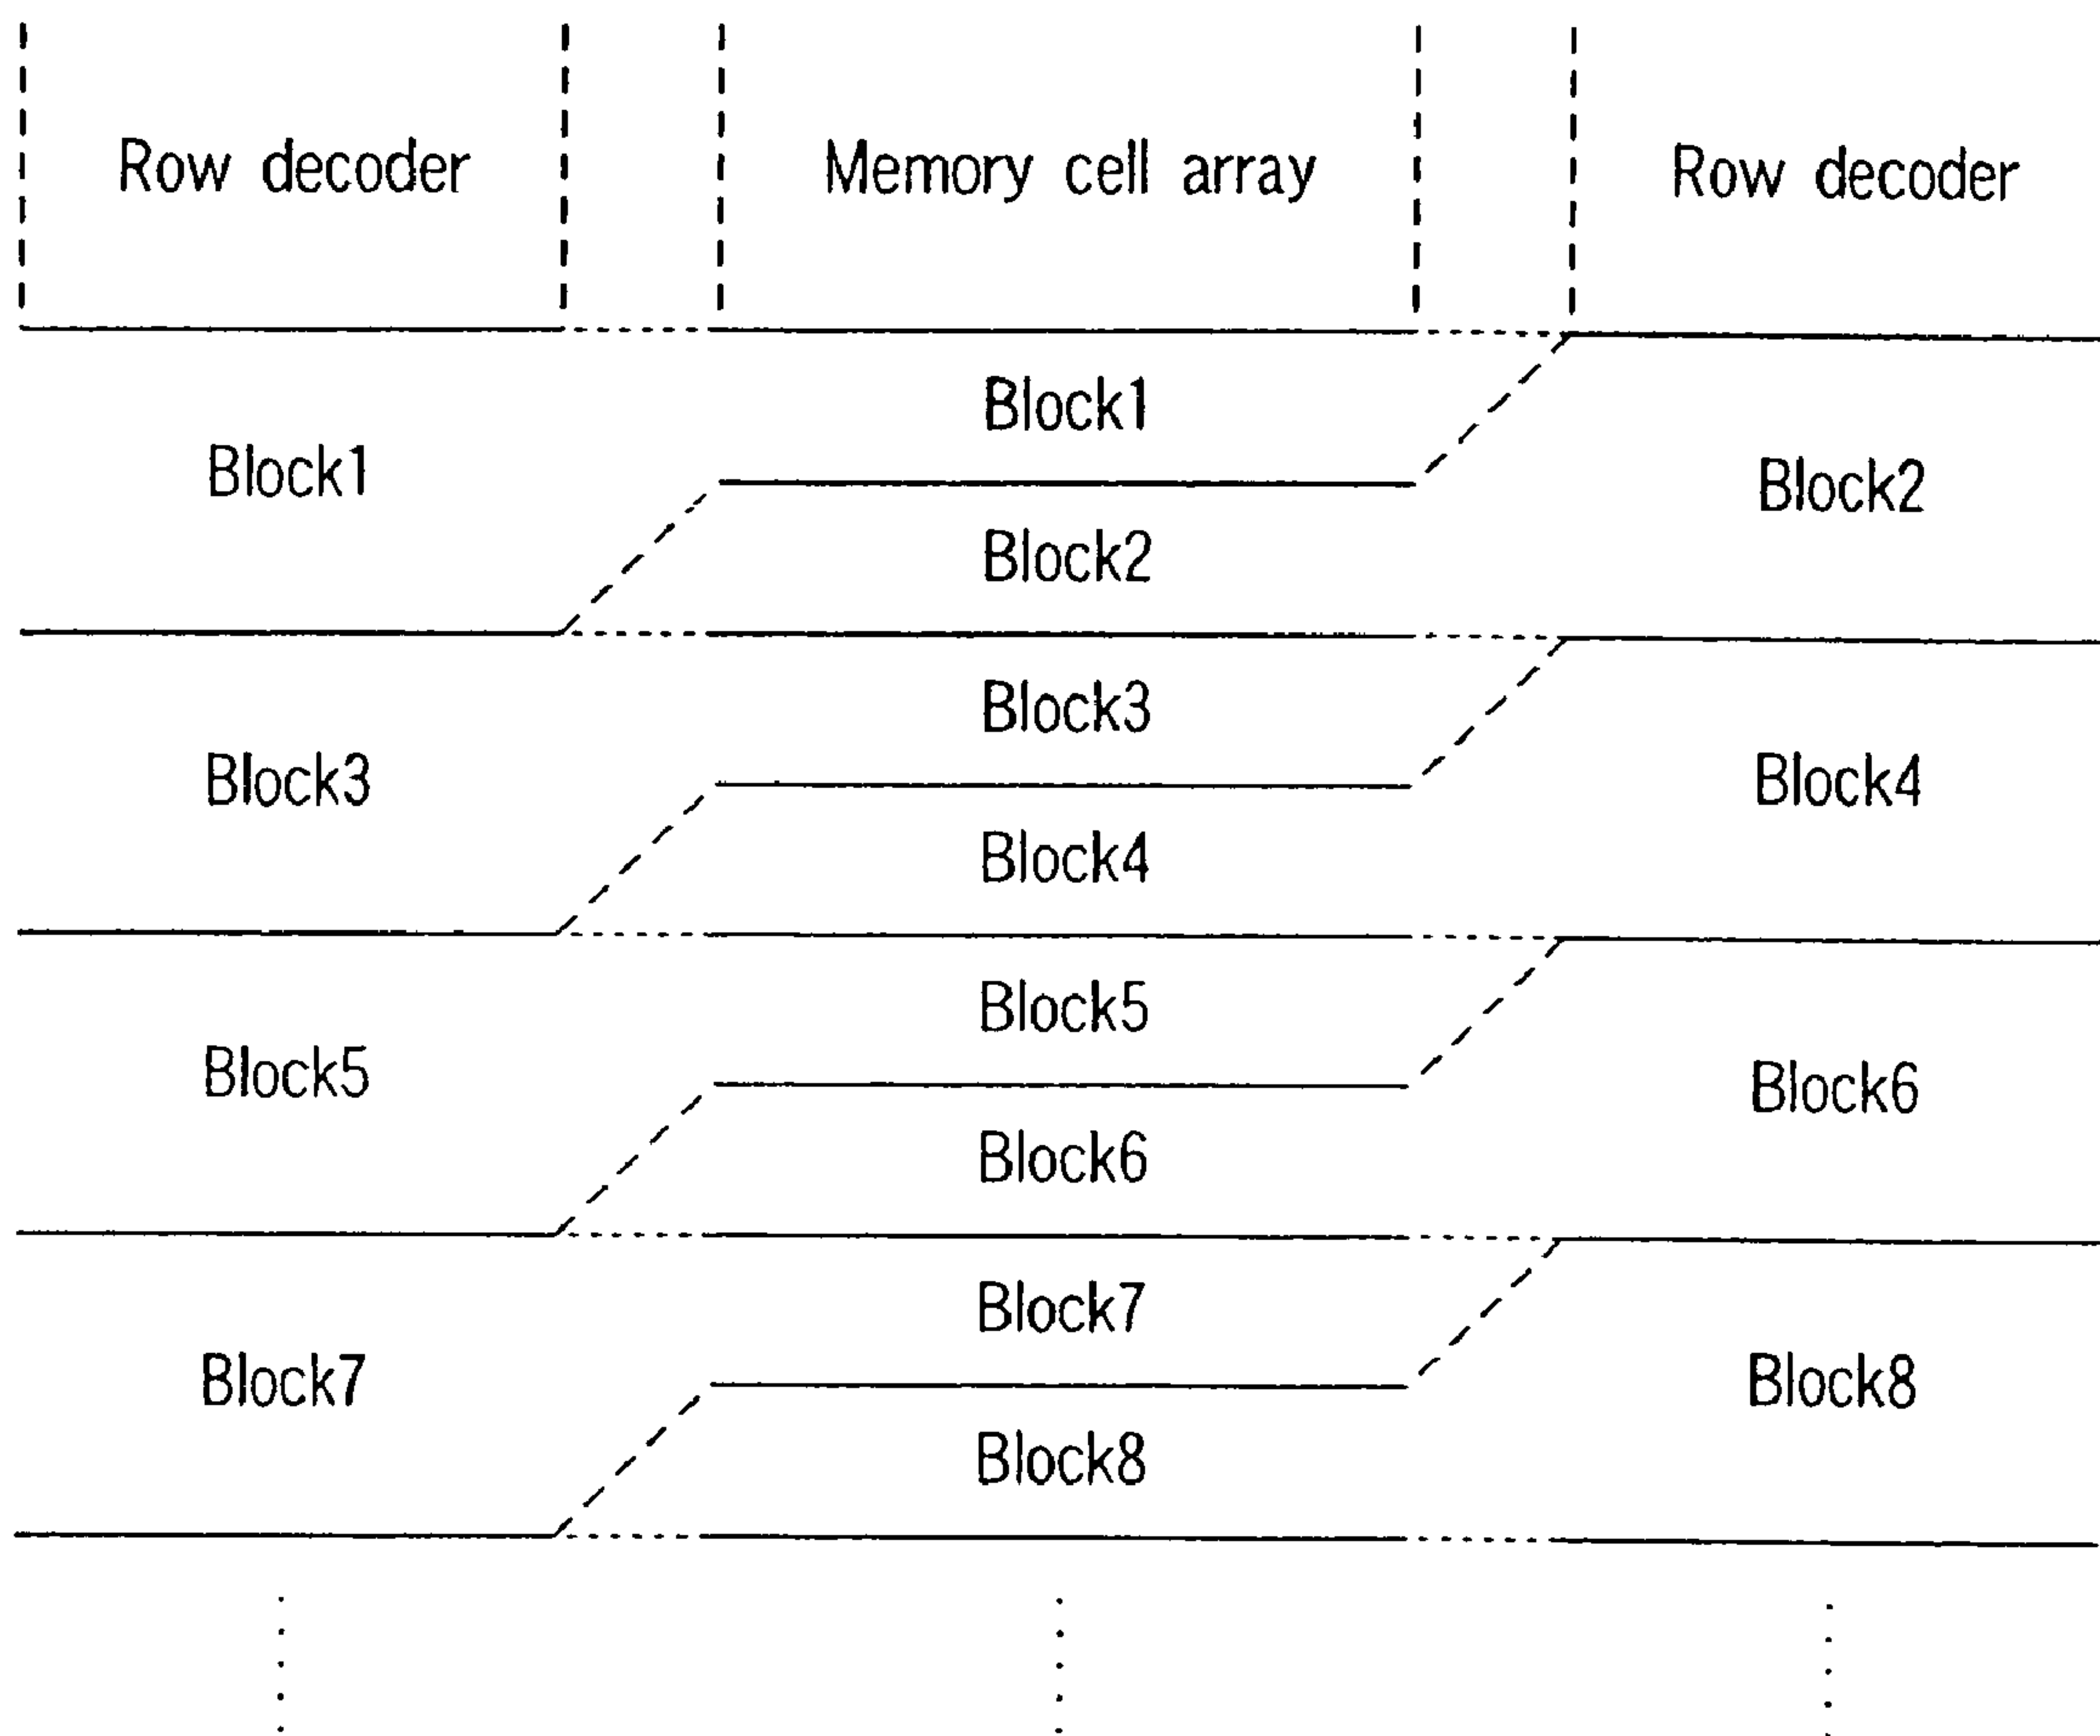 Row decoder
Memory cell array
Row decoder
Block1
Block1
Block2
Block2
Block3
Block3
Block4
Block4
Block5
Block5
Block6
Block6
Block7
Block7
Block8
Block8